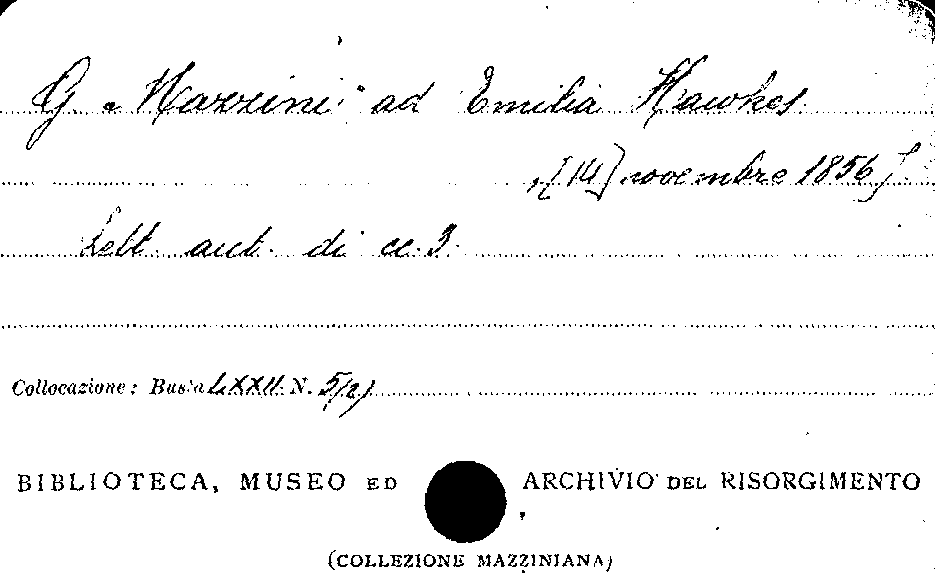 G. "Mazzini" ad Emilia Hawkes.
,[14] novembre 1856].
Lett. aut. di cc. 3.
Collocazione: Busta LXXII N. 5/2)
BIBLIOTECA, MUSEO ED ARCHIVIO DEL RISORGIMENTO
(COLLEZIONE MAZZINIANA)